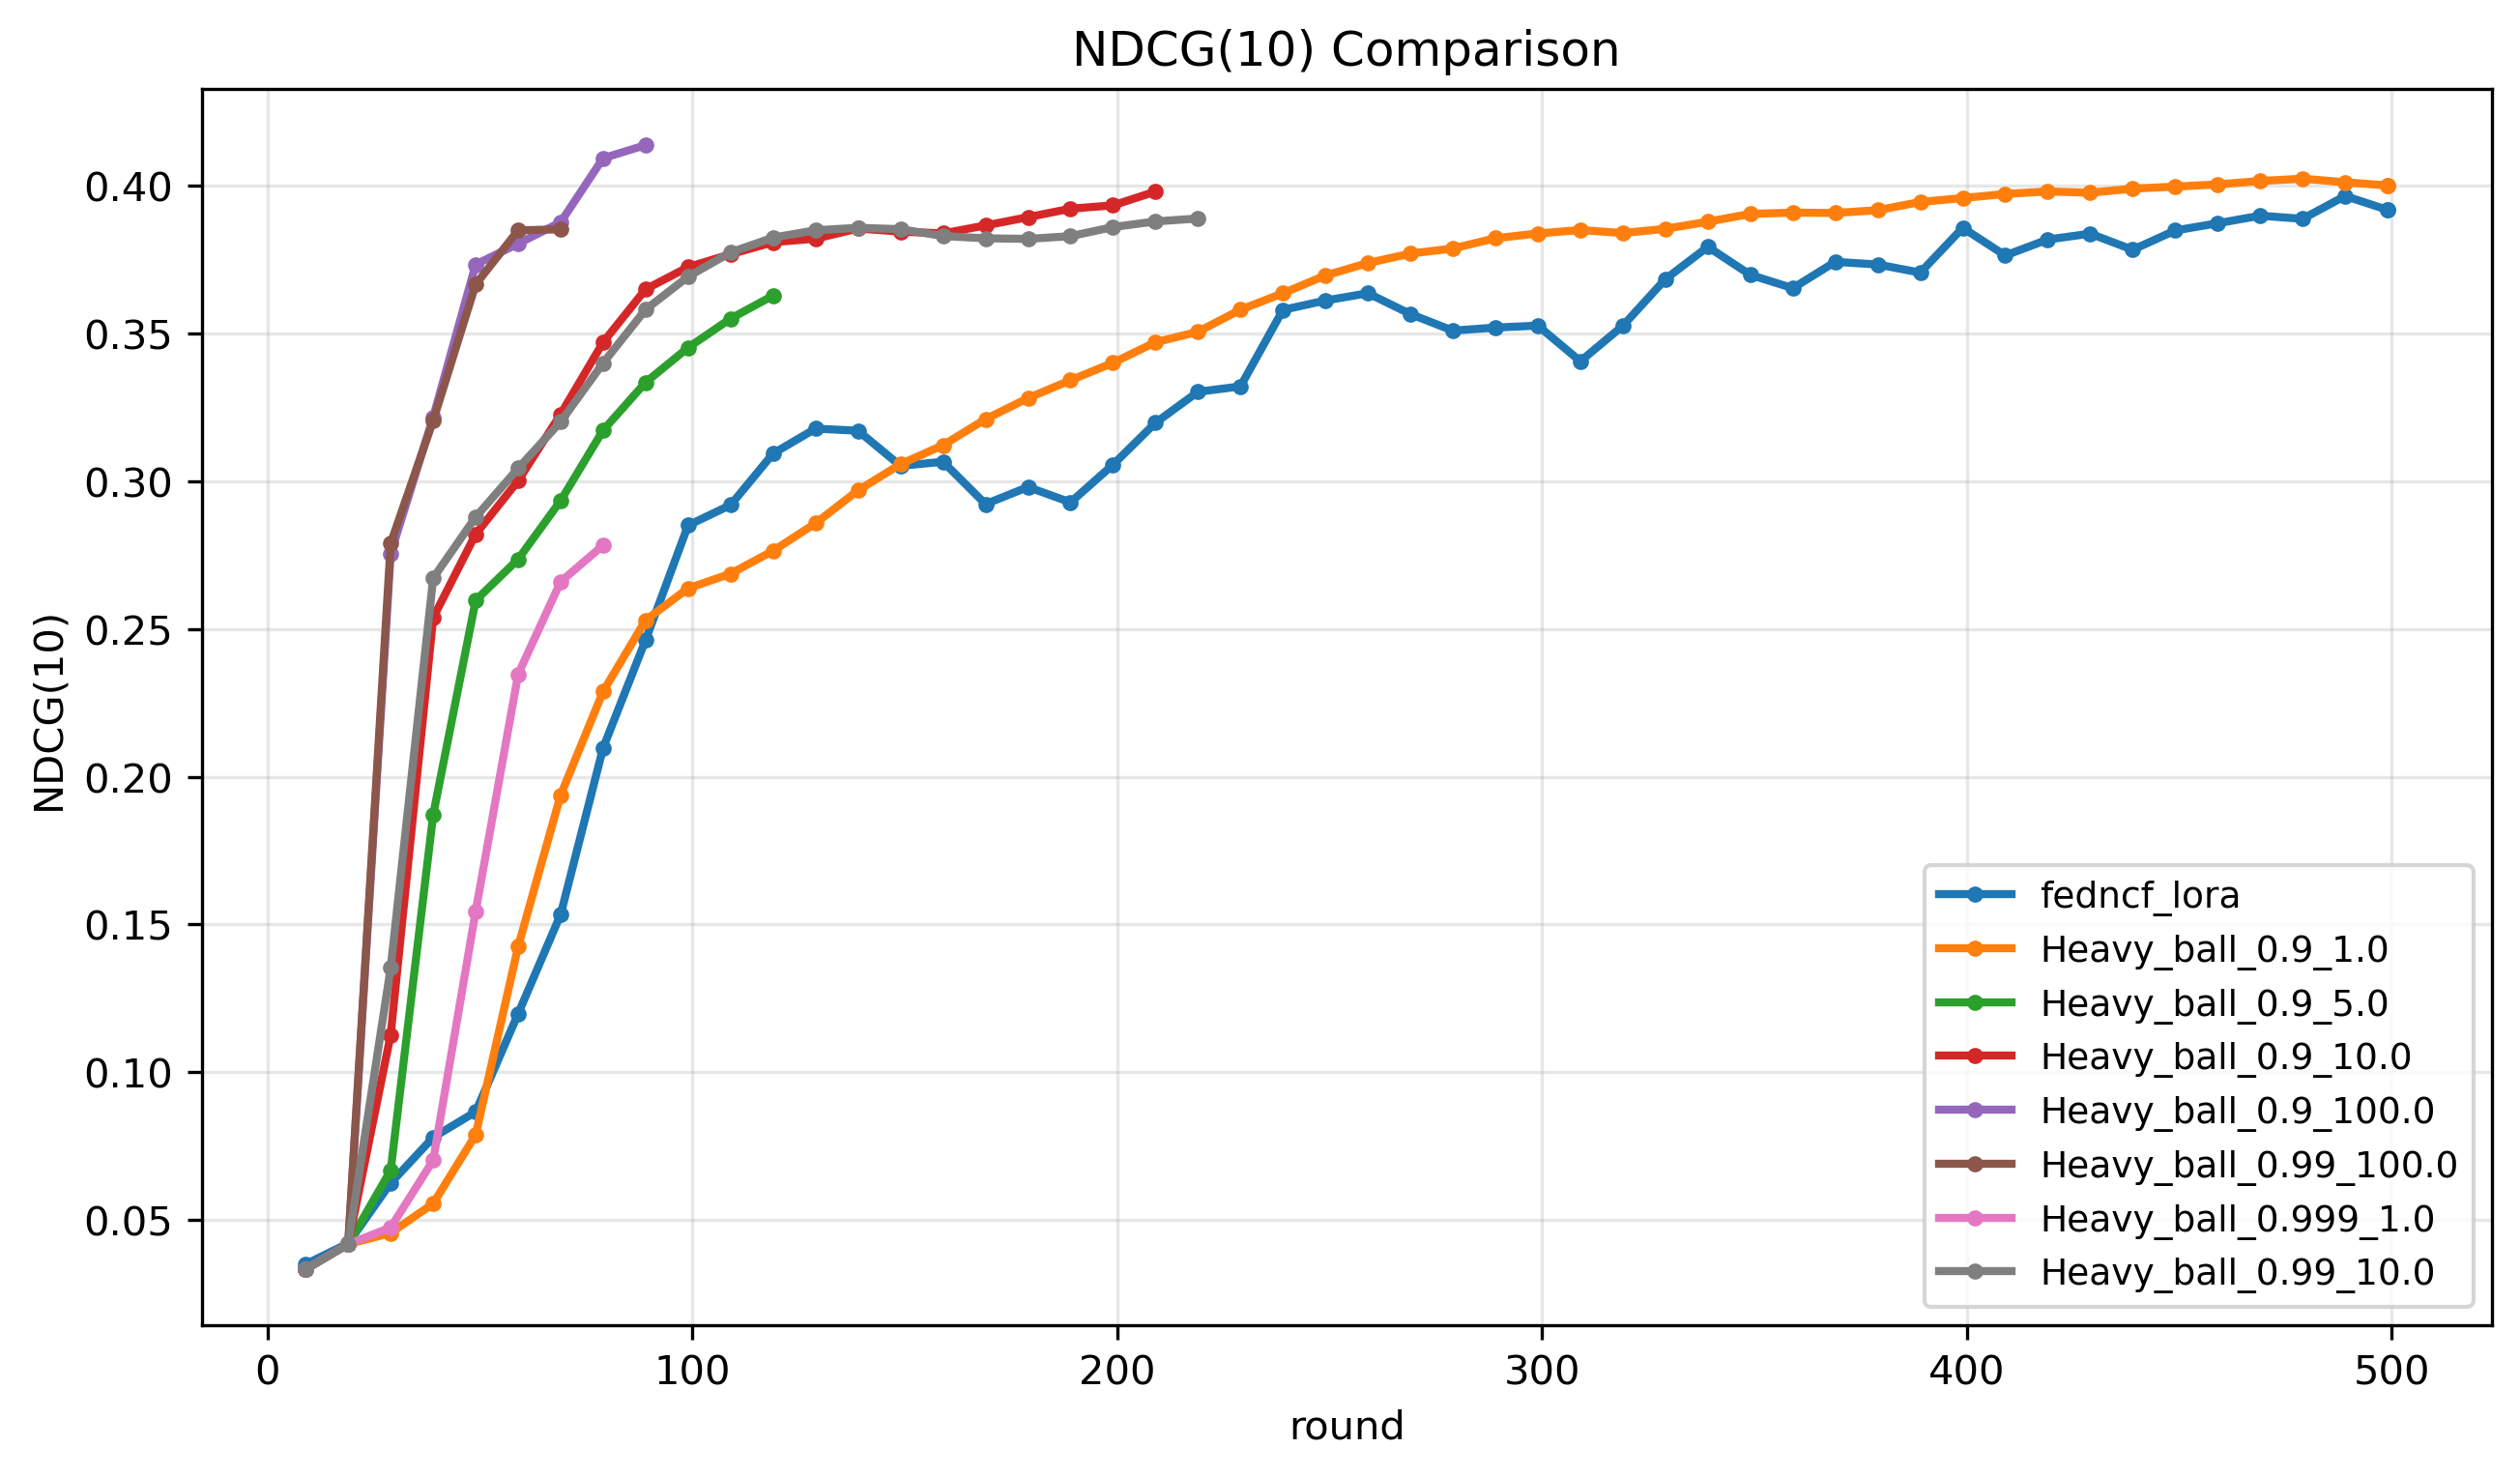 NDCG(10) Comparison
NDCG(10)
0.40
0.35
0.30
0.25
0.20
0.15
0.10
0.05
0
100
200
300
400
500
round
fedncf_lora
Heavy_ball_0.9_1.0
Heavy_ball_0.9_5.0
Heavy_ball_0.9_10.0
Heavy_ball_0.9_100.0
Heavy_ball_0.99_100.0
Heavy_ball_0.999_1.0
Heavy_ball_0.99_10.0